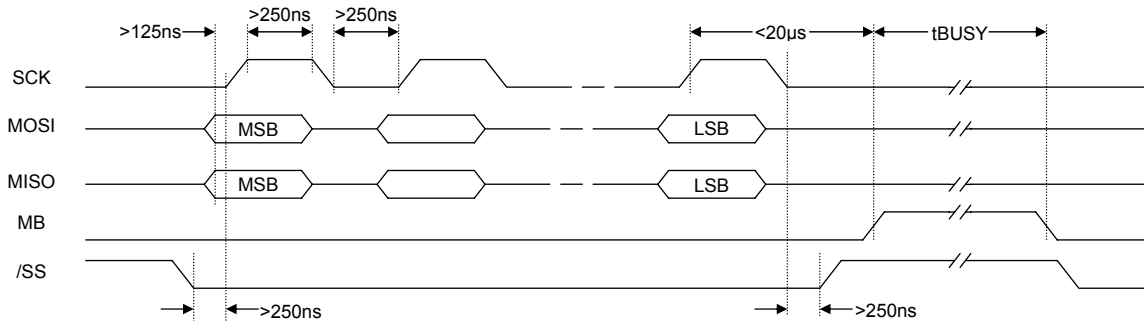 >250ns >250ns
>125ns <20µs tBUSY
SCK
MOSI MSB LSB
MISO MSB LSB
MB
/SS
>250ns >250ns